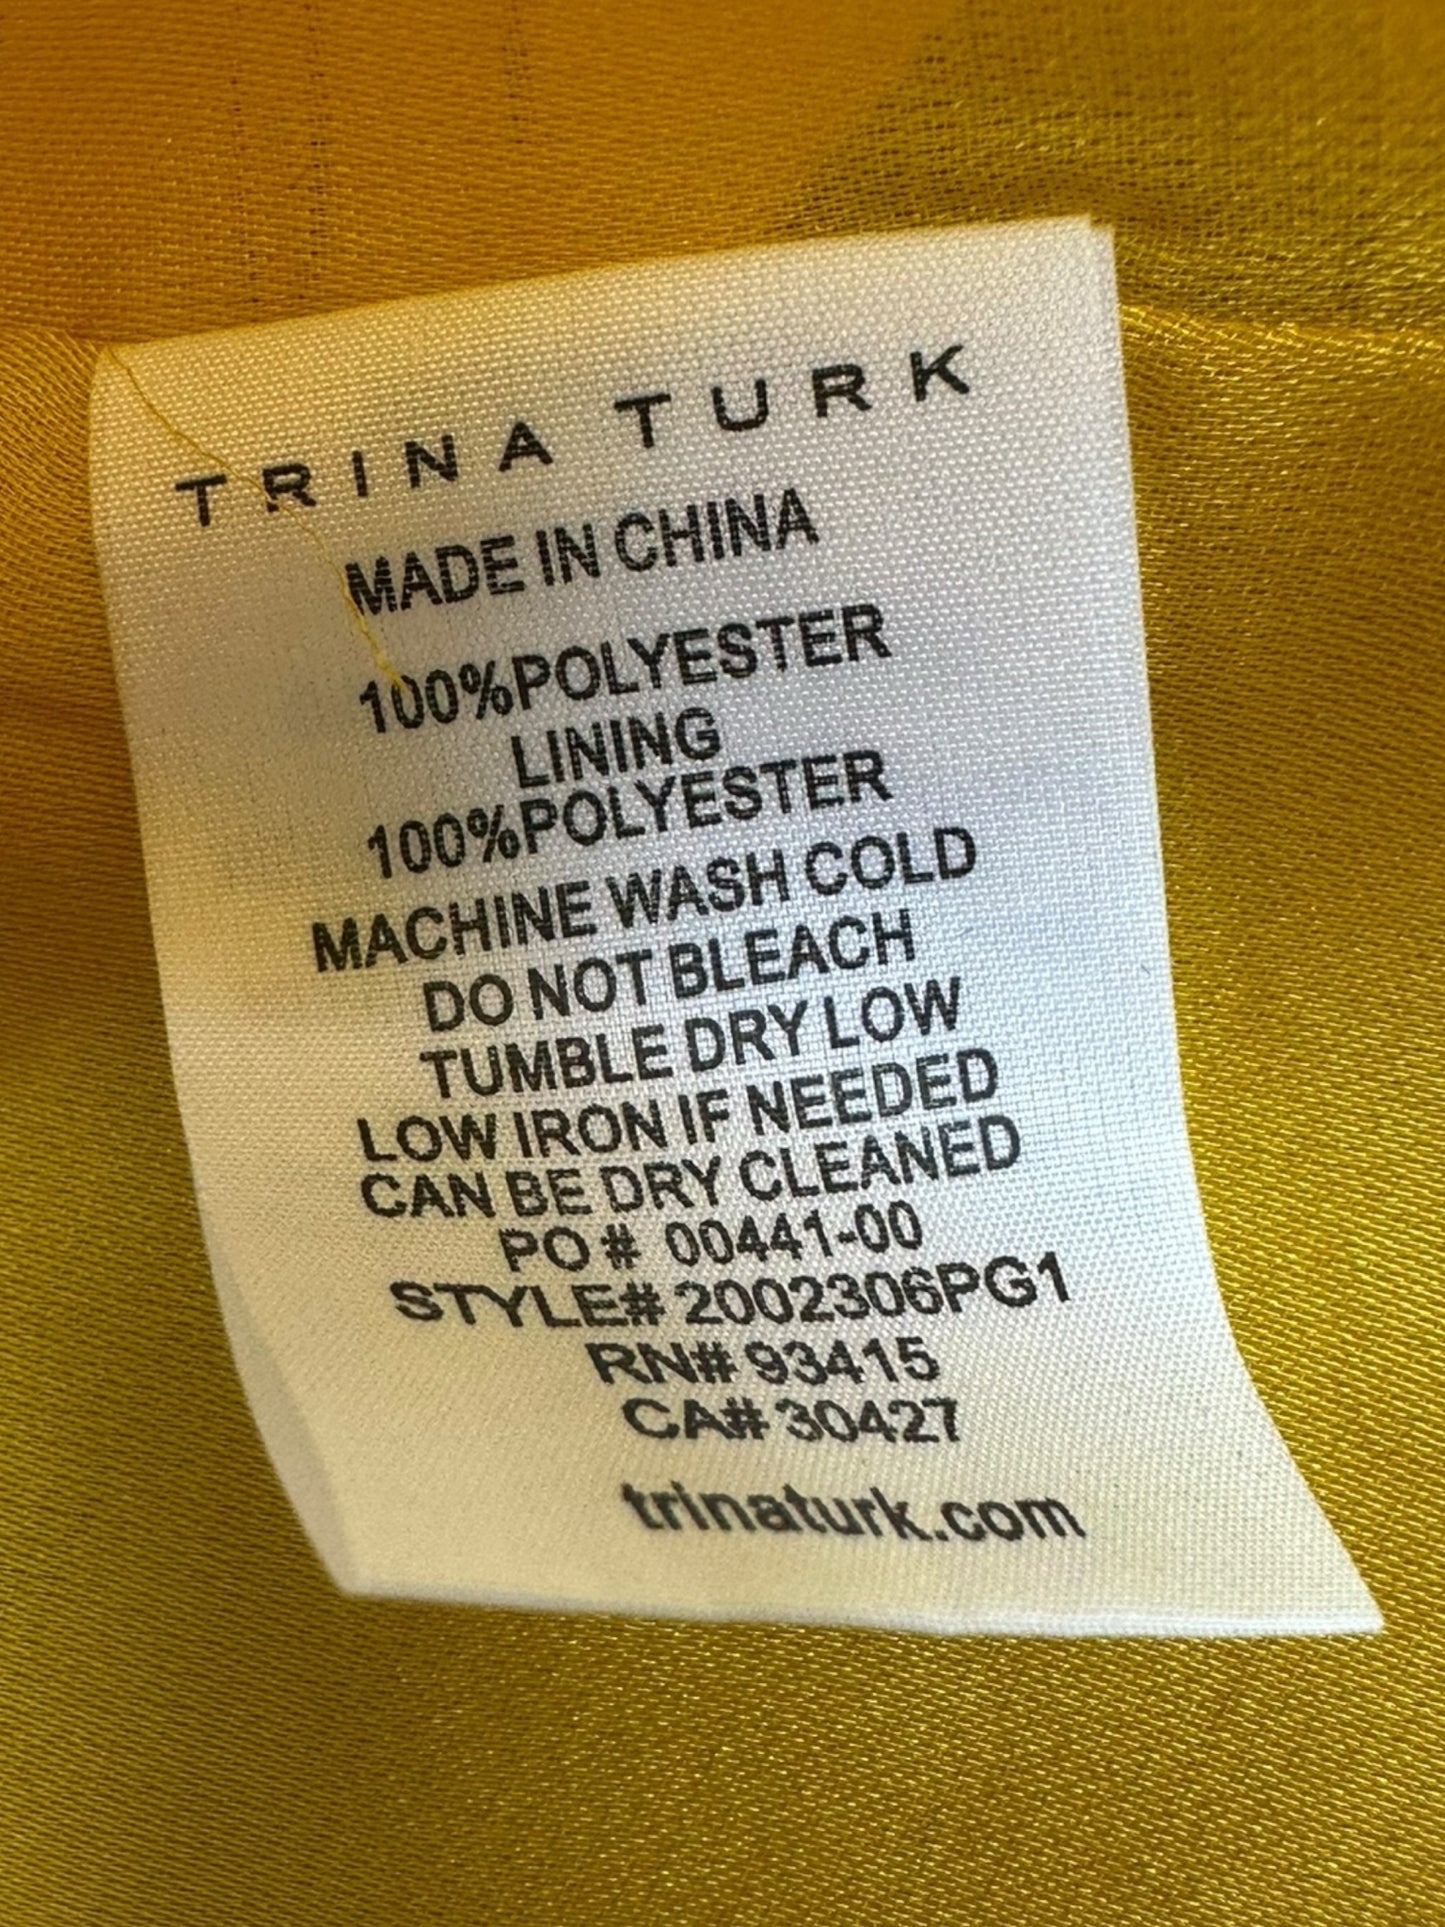 TRINA TURK
MADE IN CHINA
100%POLYESTER
LINING
100%POLYESTER
MACHINE WASH COLD
DO NOT BLEACH
TUMBLE DRY LOW
LOW IRON IF NEEDED
CAN BE DRY CLEANED
PO# 00441-00
STYLE# 2002306PG1
RN# 93415
CA# 30427
trinaturk.com